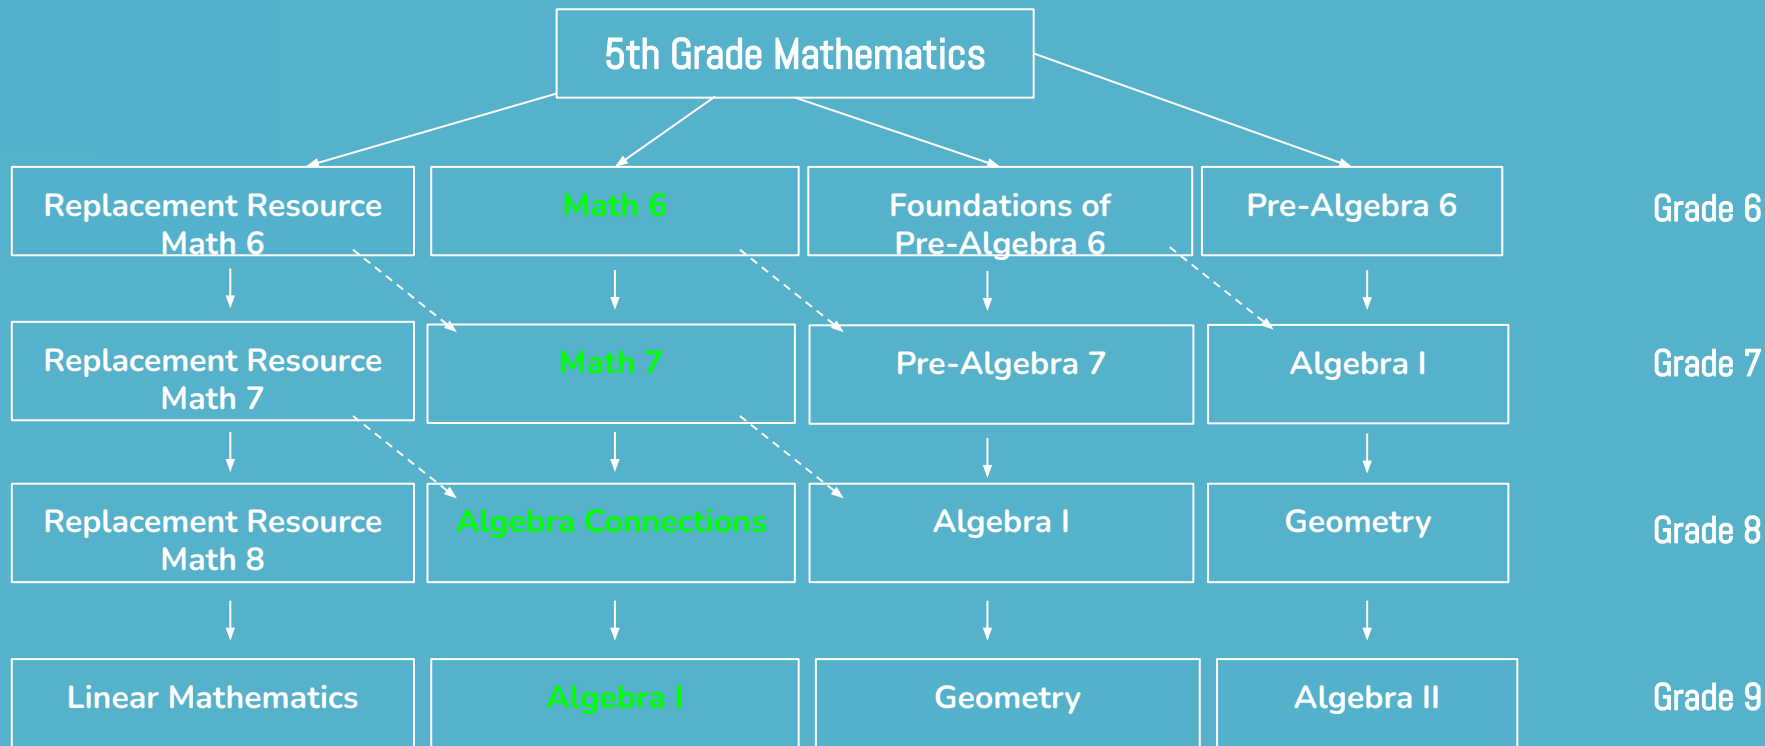 5th Grade Mathematics
Replacement Resource
Math 6
Math 6
Foundations of
Pre-Algebra 6
Pre-Algebra 6
Grade 6
Replacement Resource
Math 7
Math 7
Pre-Algebra 7
Algebra I
Grade 7
Replacement Resource
Math 8
Algebra Connections
Algebra I
Geometry
Grade 8
Linear Mathematics
Algebra I
Geometry
Algebra II
Grade 9